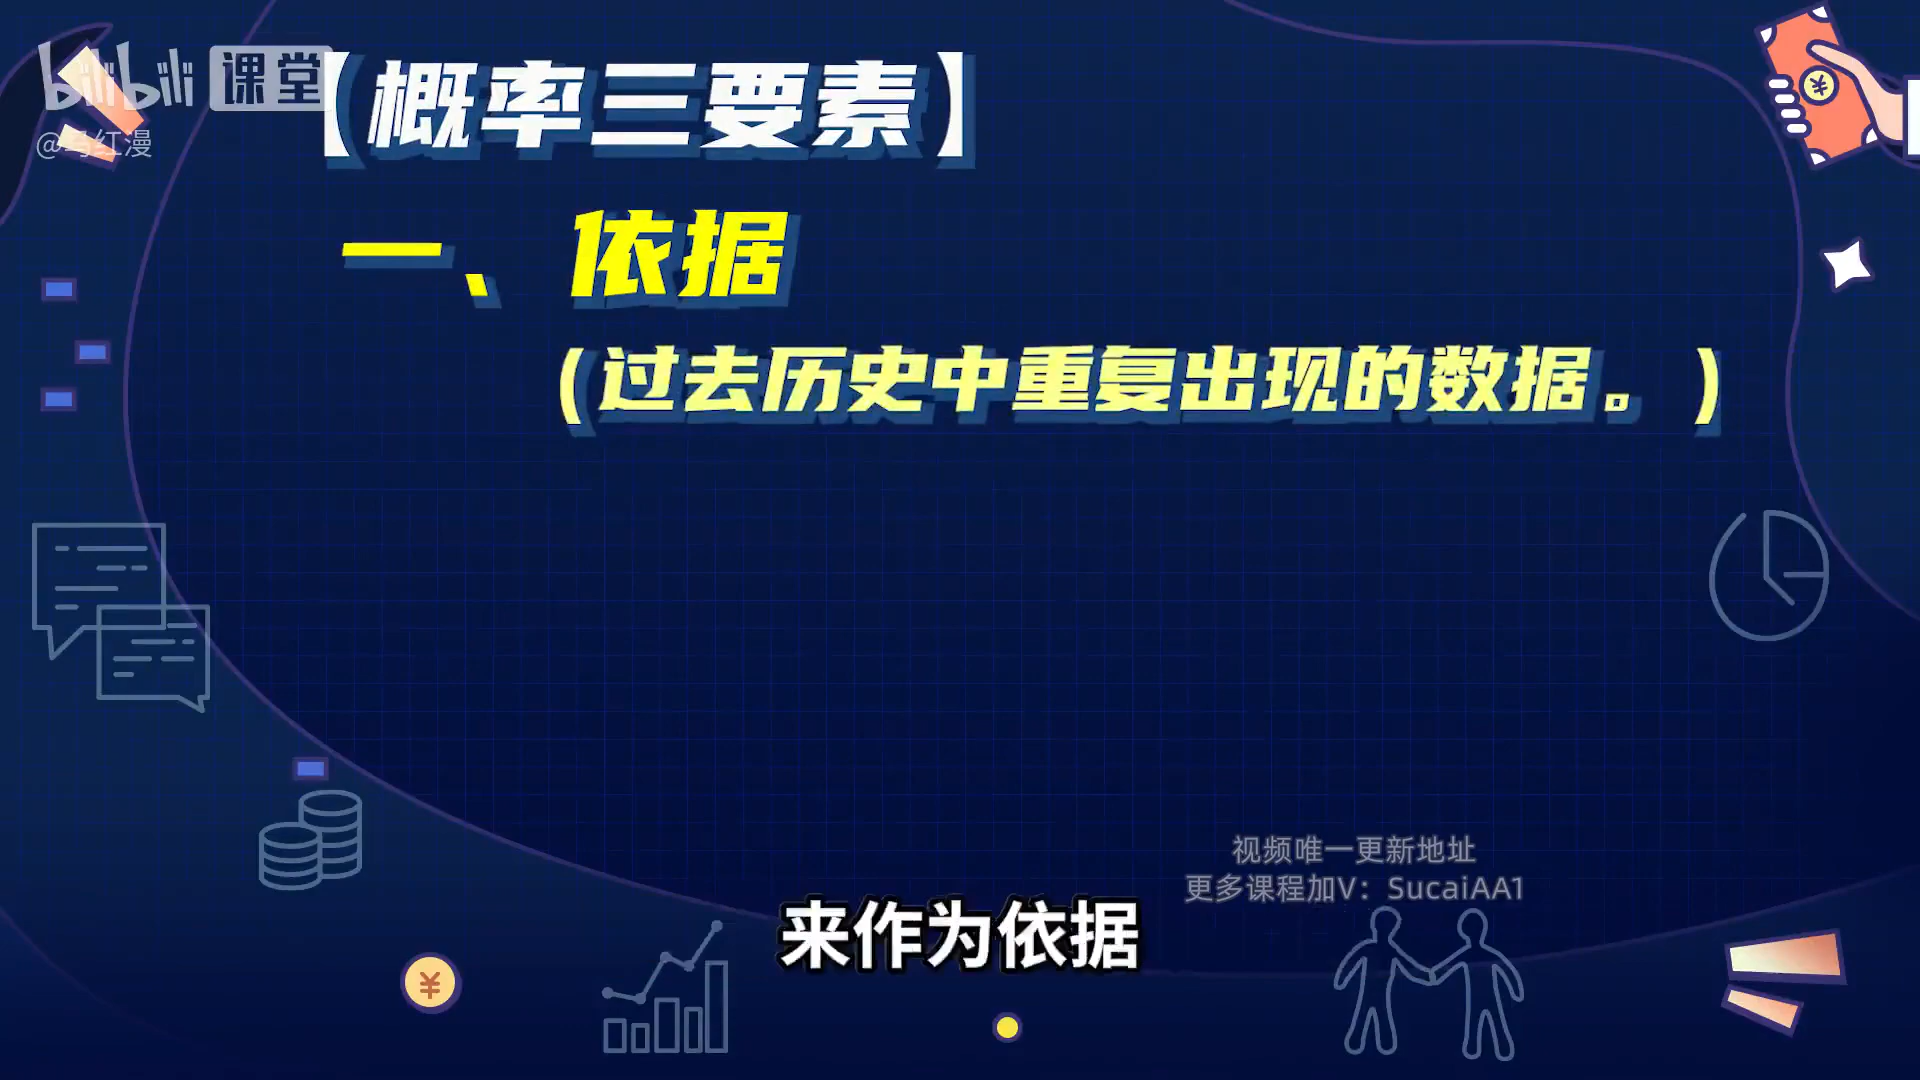 bilibili 课堂
【概率三要素】
@马红漫
一、依据
(过去历史中重复出现的数据。)
视频唯一更新地址
更多课程加V：SucaiAA1
来作为依据